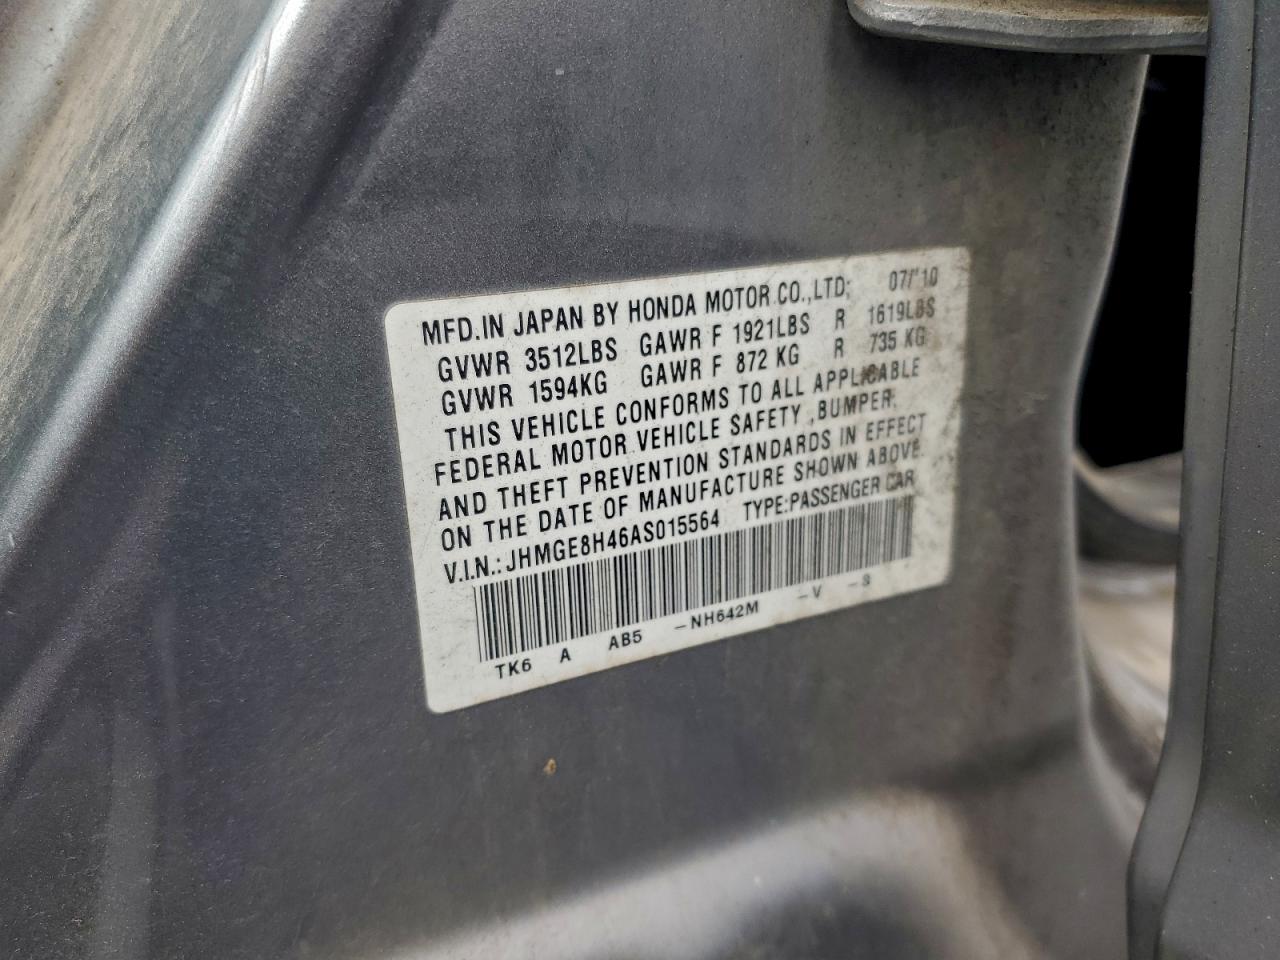 MFD.IN JAPAN BY HONDA MOTOR CO.,LTD; 07/'10
GVWR 3512LBS GAWR F 1921LBS R 1619LBS
GVWR 1594KG GAWR F 872 KG R 735 KG
THIS VEHICLE CONFORMS TO ALL APPLICABLE
FEDERAL MOTOR VEHICLE SAFETY ,BUMPER,
AND THEFT PREVENTION STANDARDS IN EFFECT
ON THE DATE OF MANUFACTURE SHOWN ABOVE.
V.I.N.: JHMGE8H46AS015564 TYPE:PASSENGER CAR
TK6 A AB5 -NH642M -V -S